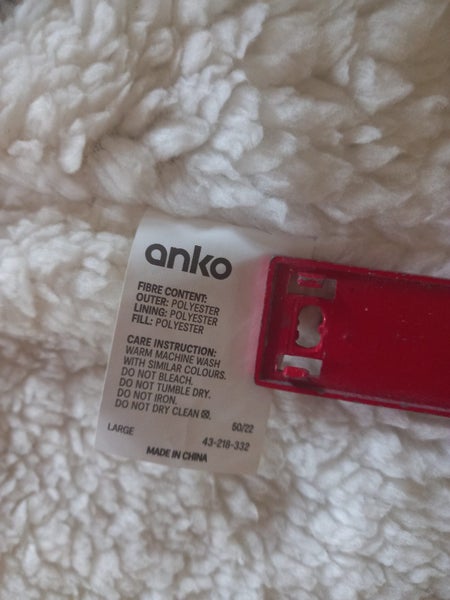 anko
FIBRE CONTENT:
OUTER: POLYESTER
LINING: POLYESTER
FILL: POLYESTER
CARE INSTRUCTION:
WARM MACHINE WASH
WITH SIMILAR COLOURS.
DO NOT BLEACH.
DO NOT TUMBLE DRY.
DO NOT IRON.
DO NOT DRY CLEAN
50/22
LARGE
43-218-332
MADE IN CHINA